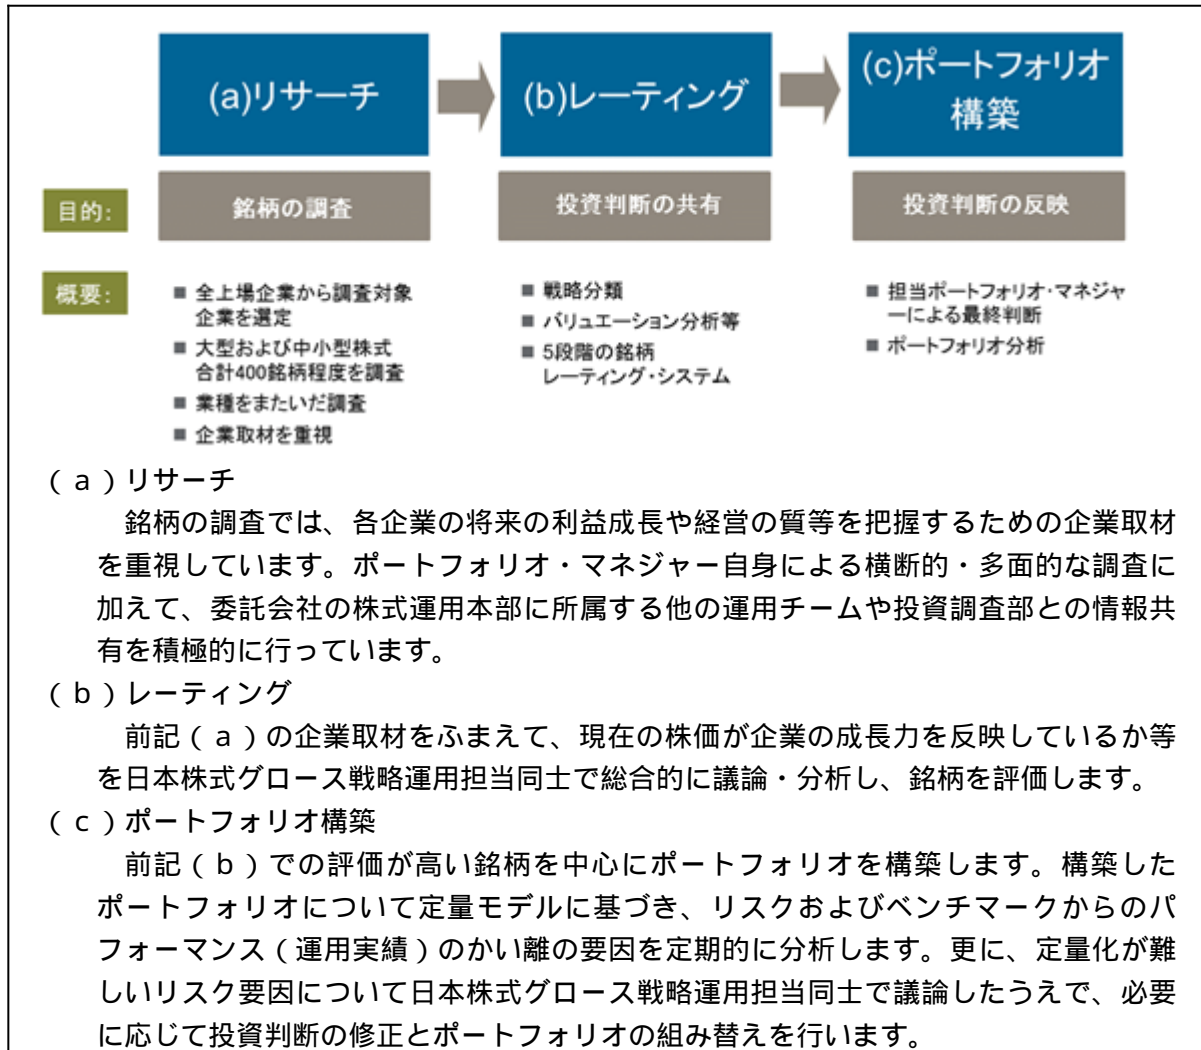 (a)リサーチ
(b)レーティング
(c)ポートフォリオ
構築
目的:
銘柄の調査
投資判断の共有
投資判断の反映
概要:
■ 全上場企業から調査対象
企業を選定
■ 大型および中小型株式
合計400銘柄程度を調査
■ 業種をまたいだ調査
■ 企業取材を重視
■ 戦略分類
■ バリュエーション分析等
■ 5段階の銘柄
レーティング・システム
■ 担当ポートフォリオ・マネジャ
ーによる最終判断
■ ポートフォリオ分析
(a)リサーチ
銘柄の調査では、各企業の将来の利益成長や経営の質等を把握するための企業取材
を重視しています。ポートフォリオ・マネジャー自身による横断的・多面的な調査に
加えて、委託会社の株式運用本部に所属する他の運用チームや投資調査部との情報共
有を積極的に行っています。
(b)レーティング
前記(a)の企業取材をふまえて、現在の株価が企業の成長力を反映しているか等
を日本株式グロース戦略運用担当同士で総合的に議論・分析し、銘柄を評価します。
(c)ポートフォリオ構築
前記(b)での評価が高い銘柄を中心にポートフォリオを構築します。構築した
ポートフォリオについて定量モデルに基づき、リスクおよびベンチマークからのパ
フォーマンス(運用実績)のかい離の要因を定期的に分析します。更に、定量化が難
しいリスク要因について日本株式グロース戦略運用担当同士で議論したうえで、必要
に応じて投資判断の修正とポートフォリオの組み替えを行います。